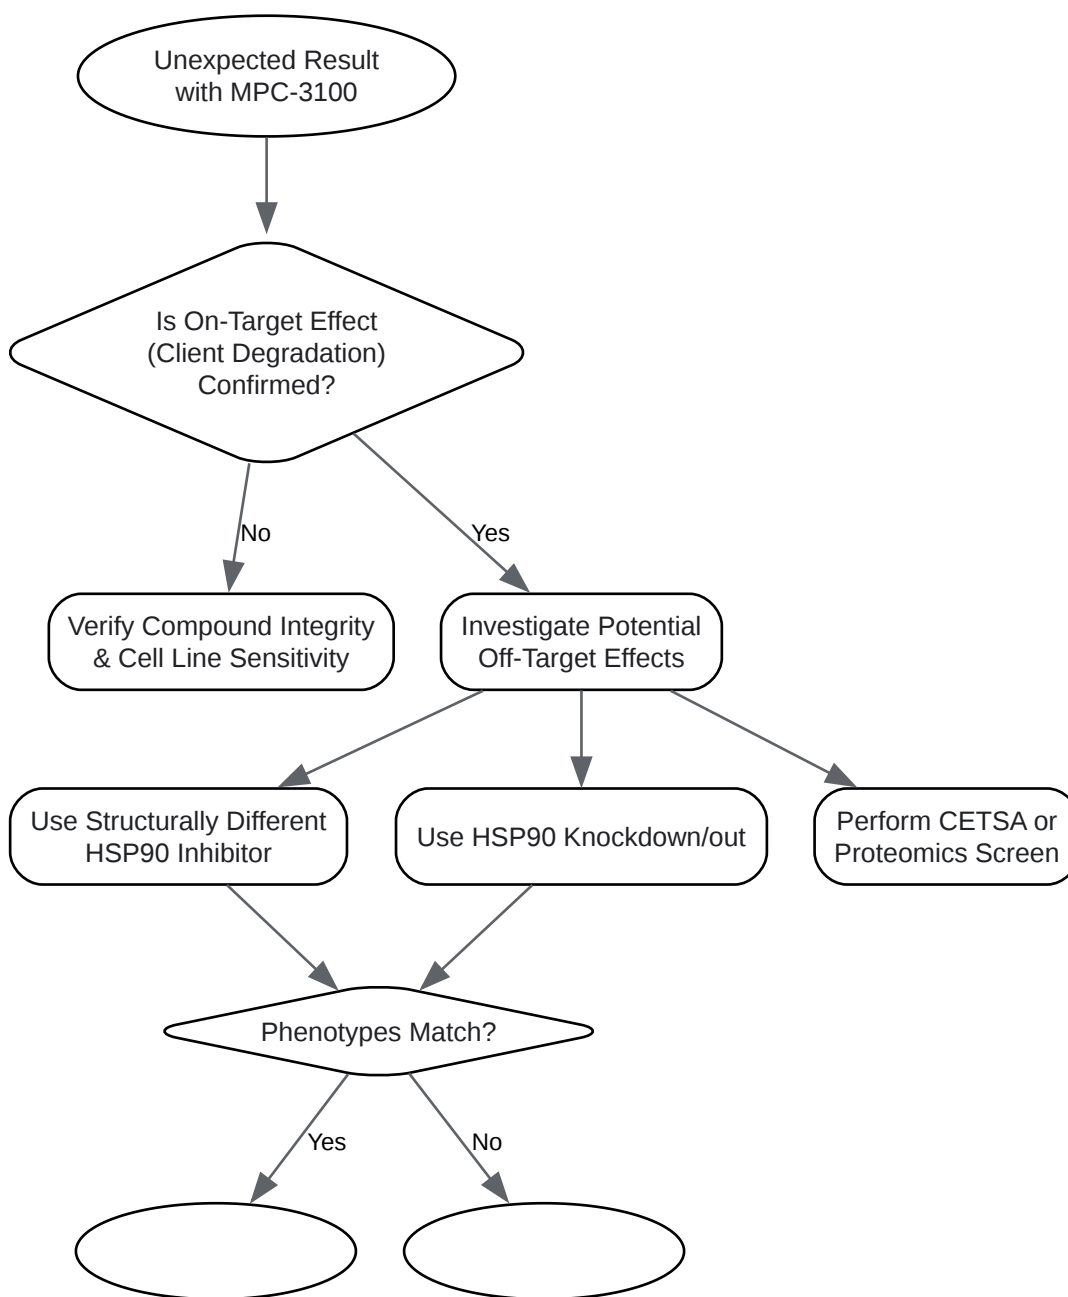 Unexpected Result
with MPC-3100
Is On-Target Effect
(Client Degradation)
Confirmed?
No
Yes
Verify Compound Integrity
& Cell Line Sensitivity
Investigate Potential
Off-Target Effects
Use Structurally Different
HSP90 Inhibitor
Use HSP90 Knockdown/out
Perform CETSA or
Proteomics Screen
Phenotypes Match?
Yes
No